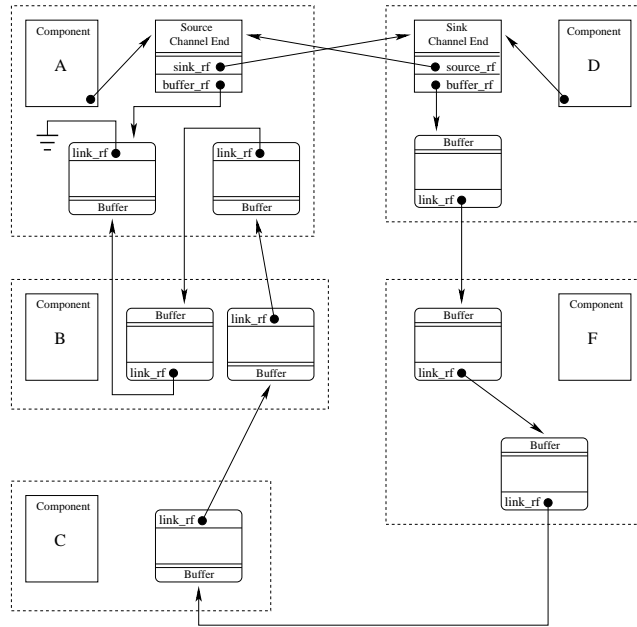 Component
A
Source
Channel End
sink_rf
buffer_rf
link_rf
Buffer
link_rf
Buffer
Sink
Channel End
source_rf
buffer_rf
Component
D
Buffer
link_rf
Component
B
Buffer
link_rf
link_rf
Buffer
Buffer
link_rf
Component
F
Buffer
link_rf
Component
C
link_rf
Buffer